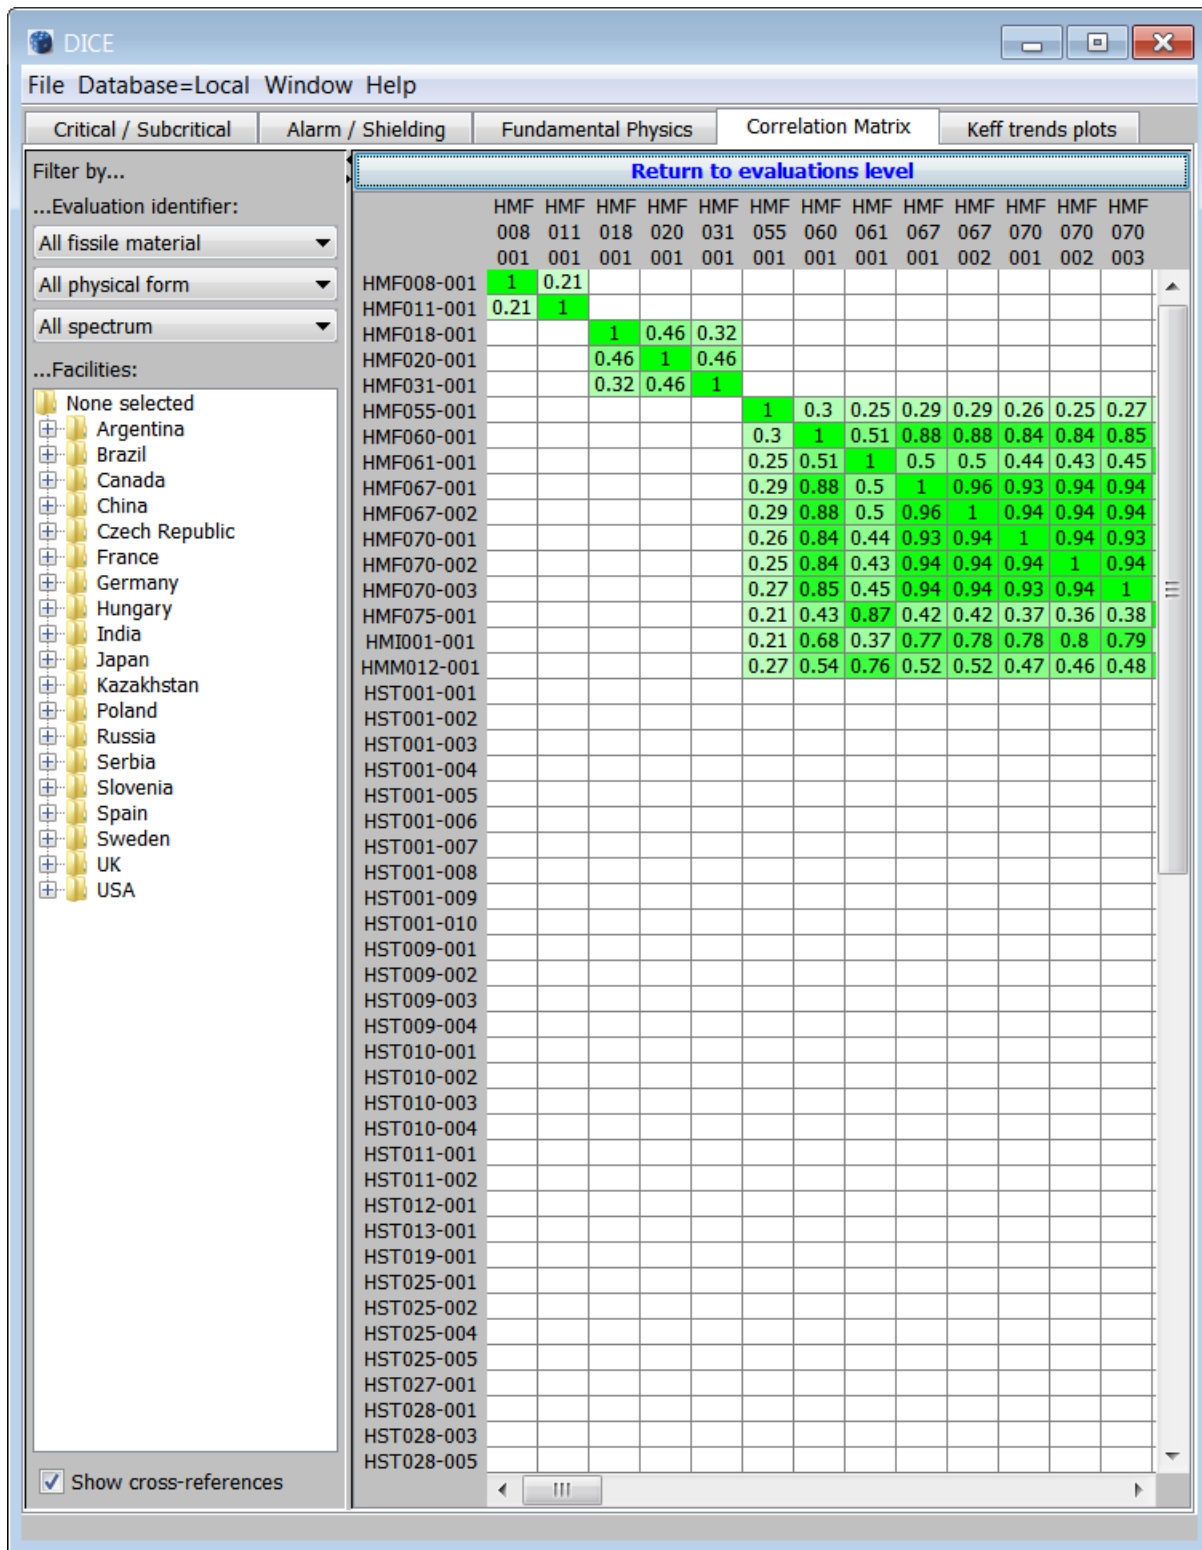 DICE
File Database=Local Window Help
Critical / Subcritical Alarm / Shielding Fundamental Physics Correlation Matrix Keff trends plots
Filter by...
...Evaluation identifier:
All fissile material
All physical form
All spectrum
...Facilities:
None selected
Argentina
Brazil
Canada
China
Czech Republic
France
Germany
Hungary
India
Japan
Kazakhstan
Poland
Russia
Serbia
Slovenia
Spain
Sweden
UK
USA
Show cross-references
Return to evaluations level
HMF HMF HMF HMF HMF HMF HMF HMF HMF HMF HMF HMF HMF
008 011 018 020 031 055 060 061 067 067 070 070 070
001 001 001 001 001 001 001 001 001 002 001 002 003
HMF008-001 1 0.21
HMF011-001 0.21 1
HMF018-001 1 0.46 0.32
HMF020-001 0.46 1 0.46
HMF031-001 0.32 0.46 1
HMF055-001 1 0.3 0.25 0.29 0.29 0.26 0.25 0.27
HMF060-001 0.3 1 0.51 0.88 0.88 0.84 0.84 0.85
HMF061-001 0.25 0.51 1 0.5 0.5 0.44 0.43 0.45
HMF067-001 0.29 0.88 0.5 1 0.96 0.93 0.94 0.94
HMF067-002 0.29 0.88 0.5 0.96 1 0.94 0.94 0.94
HMF070-001 0.26 0.84 0.44 0.93 0.94 1 0.94 0.93
HMF070-002 0.25 0.84 0.43 0.94 0.94 0.94 1 0.94
HMF070-003 0.27 0.85 0.45 0.94 0.94 0.93 0.94 1
HMF075-001 0.21 0.43 0.87 0.42 0.42 0.37 0.36 0.38
HMI001-001 0.21 0.68 0.37 0.77 0.78 0.78 0.8 0.79
HMM012-001 0.27 0.54 0.76 0.52 0.52 0.47 0.46 0.48
HST001-001
HST001-002
HST001-003
HST001-004
HST001-005
HST001-006
HST001-007
HST001-008
HST001-009
HST001-010
HST009-001
HST009-002
HST009-003
HST009-004
HST010-001
HST010-002
HST010-003
HST010-004
HST011-001
HST011-002
HST012-001
HST013-001
HST019-001
HST025-001
HST025-002
HST025-004
HST025-005
HST027-001
HST028-001
HST028-003
HST028-005